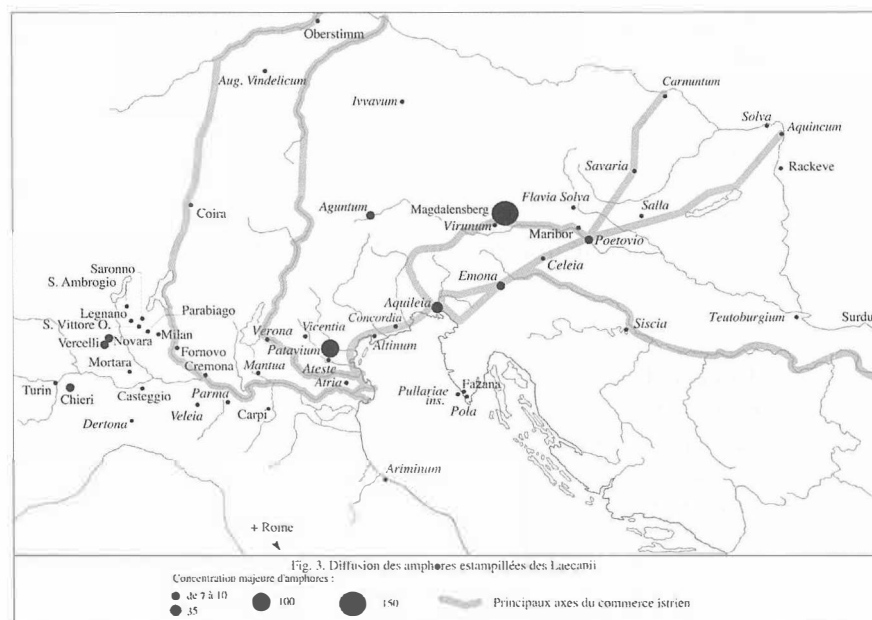 Oberstimm
Aug. Vindelicum
Carnuntum
Ivvavum
Solva
Aquincum
Savaria
Rackeve
Coira
Aguntum
Magdalensberg
Flavia Solva
Salla
Virunum
Maribor
Poetovio
Saronno
S. Ambrogio
Celeia
Emona
Legnano
Parabiago
S. Vittore O.
Milan
Aquileia
Concordia
Vercelli
Novara
Verona
Vicentia
Altinum
Siscia
Teutoburgium
Surdu
Patavium
Fornovo
Mortara
Cremona
Mantua
Ateste
Atria
Turin
Chieri
Casteggio
Parma
Pullariae
ins.
Fazana
Pola
Veleia
Carpi
Dertona
Ariminum
+ Rome
Fig. 3. Diffusion des amphores estampillées des Laecanii
Concentration majeure d'amphores :
de 7 à 10
35
100
150
Principaux axes du commerce istrien